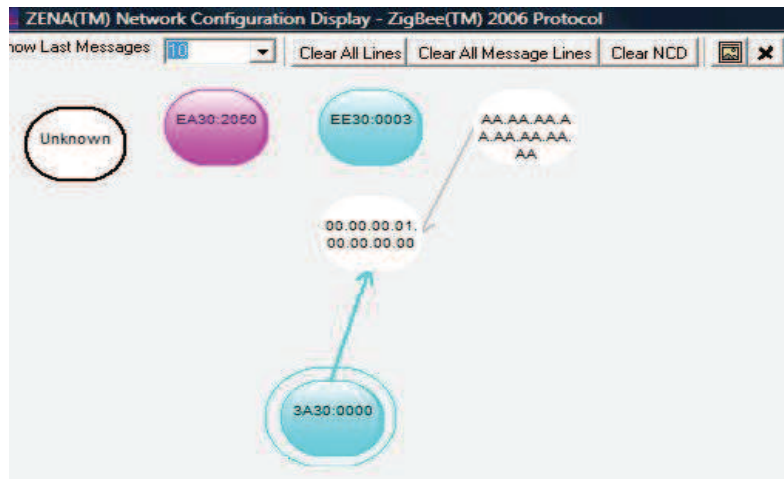 ZENA(TM) Network Configuration Display - ZigBee(TM) 2006 Protocol
now Last Messages 10 Clear All Lines Clear All Message Lines Clear NCD
Unknown
EA30:2050
EE30:0003
AA.AA.AA.A
A.AA.AA.AA.
AA
00.00.00.01.
00.00.00.00
3A30:0000